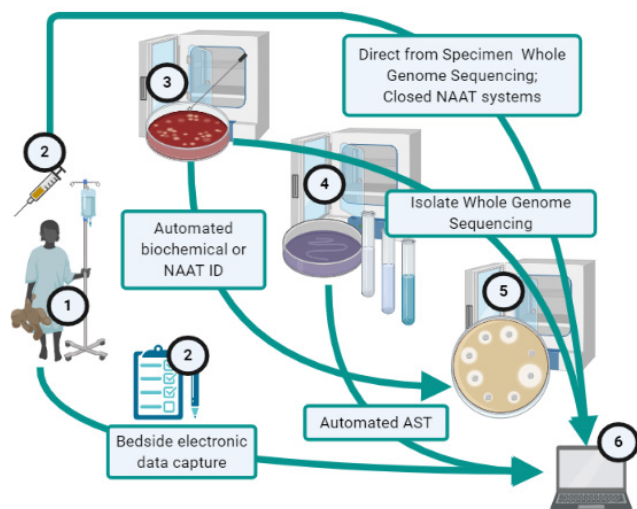 2
3
Direct from Specimen Whole
Genome Sequencing;
Closed NAAT systems
4
Isolate Whole Genome
Sequencing
Automated
biochemical or
NAAT ID
1
5
2
Automated AST
Bedside electronic
data capture
6